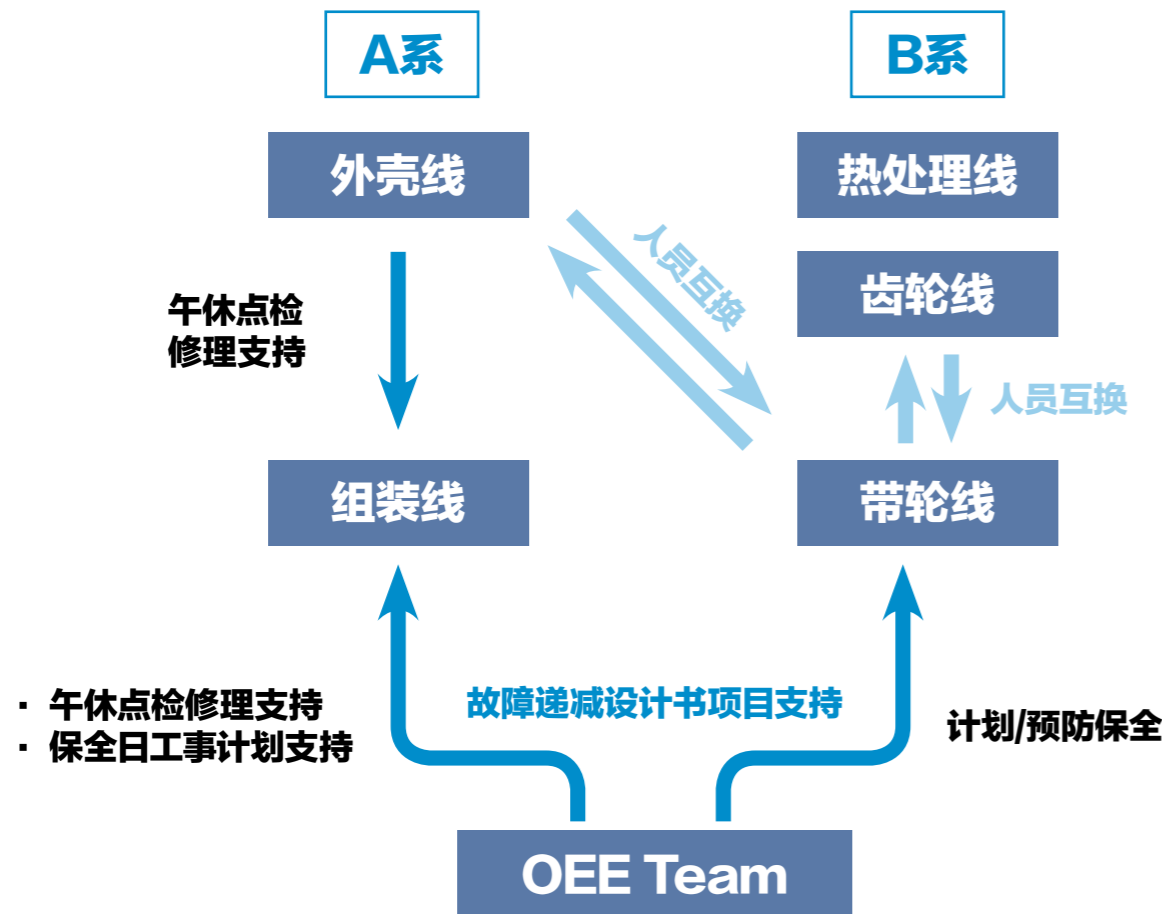 A系
B系
外壳线
热处理线
人员互换
齿轮线
午休点检
修理支持
人员互换
组装线
带轮线
· 午休点检修理支持
· 保全日工事计划支持
故障递减设计书项目支持
计划/预防保全
OEE Team